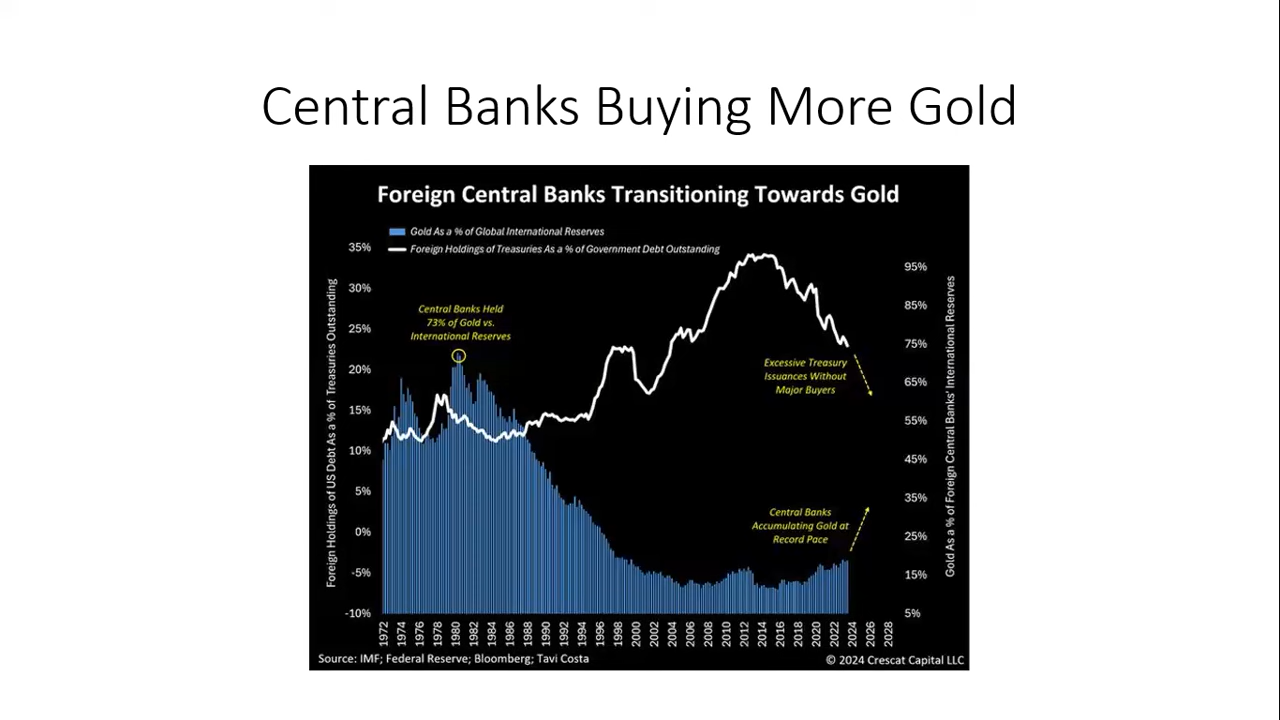 Central Banks Buying More Gold
Foreign Central Banks Transitioning Towards Gold
Gold As a % of Global International Reserves
Foreign Holdings of Treasuries As a % of Government Debt Outstanding
Foreign Holdings of US Debt As a % of Treasuries Outstanding
35%
30%
25%
20%
15%
10%
5%
0%
-5%
-10%
Central Banks Held
73% of Gold vs.
International Reserves
Excessive Treasury
Issuances Without
Major Buyers
Central Banks
Accumulating Gold at
Record Pace
95%
85%
75%
65%
55%
45%
35%
25%
15%
5%
Gold As a % of Foreign Central Banks' International Reserves
1972
1974
1976
1978
1980
1982
1984
1986
1988
1990
1992
1994
1996
1998
2000
2002
2004
2006
2008
2010
2012
2014
2016
2018
2020
2022
2024
2026
2028
Source: IMF; Federal Reserve; Bloomberg; Tavi Costa
© 2024 Crescat Capital LLC